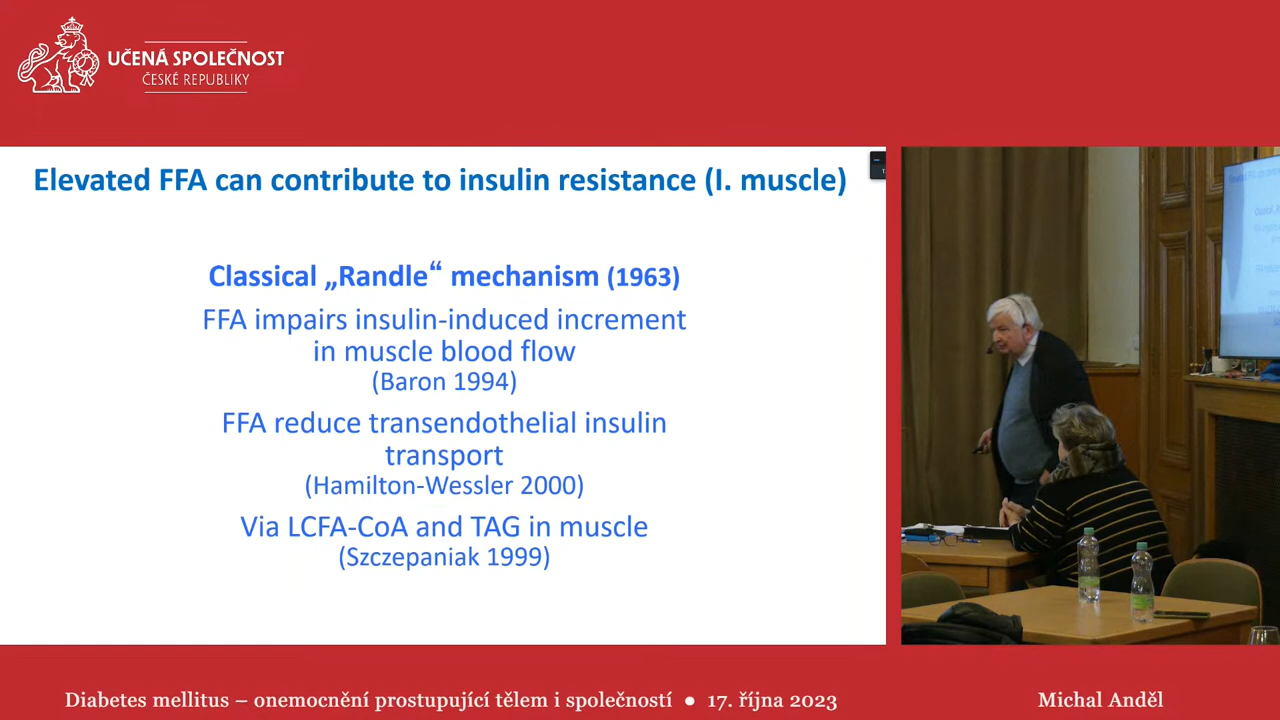 UČENÁ SPOLEČNOST
ČESKÉ REPUBLIKY
Elevated FFA can contribute to insulin resistance (I. muscle)
Classical „Randle“ mechanism (1963)
FFA impairs insulin-induced increment
in muscle blood flow
(Baron 1994)
FFA reduce transendothelial insulin
transport
(Hamilton-Wessler 2000)
Via LCFA-CoA and TAG in muscle
(Szczepaniak 1999)
Diabetes mellitus – onemocnění prostupující tělem i společností ● 17. října 2023
Michal Anděl